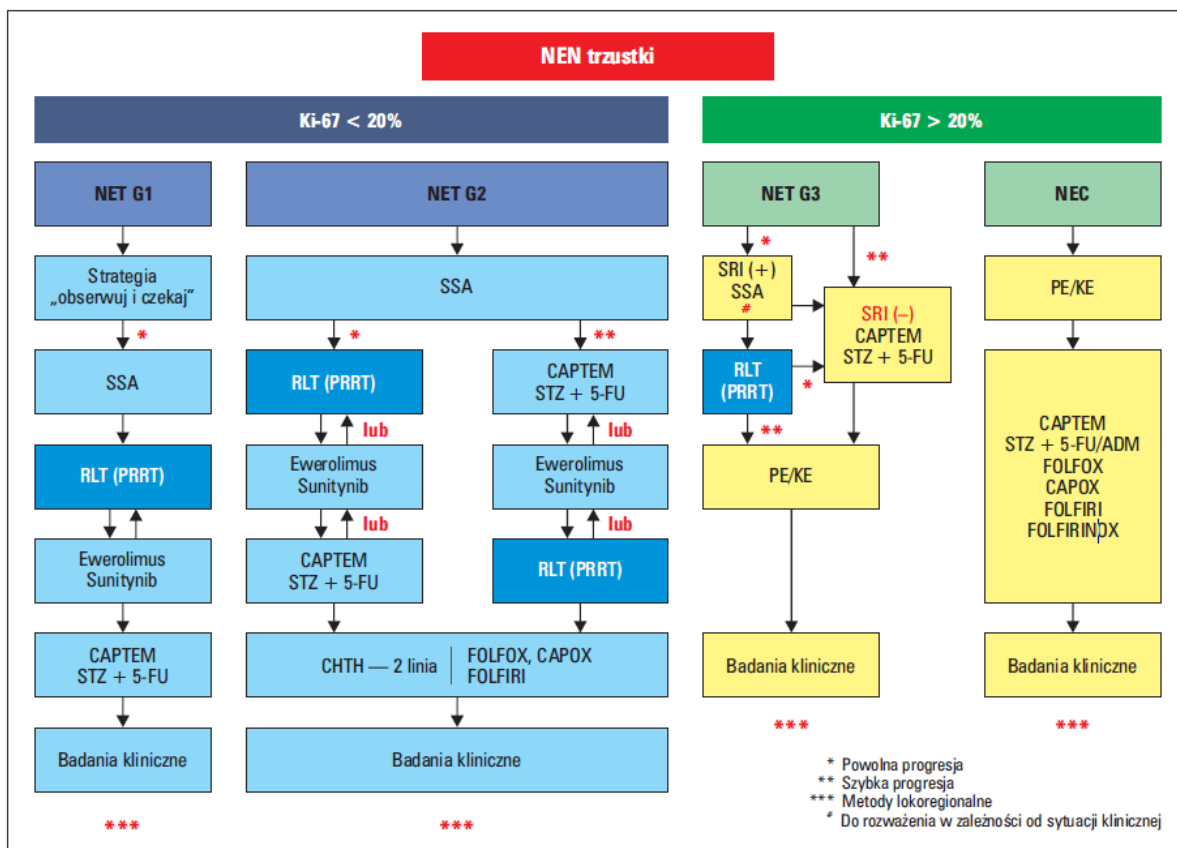 NEN trzustki
Ki-67 < 20%
NET G1
Strategia
„obserwuj i czekaj”
*
SSA
RLT (PRRT)
Ewerolimus
Sunitynib
CAPTEM
STZ + 5-FU
Badania kliniczne
***
NET G2
SSA
*
RLT (PRRT)
lub
Ewerolimus
Sunitynib
lub
CAPTEM
STZ + 5-FU
**
CAPTEM
STZ + 5-FU
lub
Ewerolimus
Sunitynib
lub
RLT (PRRT)
CHTH — 2 linia
FOLFOX, CAPOX
FOLFIRI
Badania kliniczne
***
Ki-67 > 20%
NET G3
*
SRI (+)
SSA
#
RLT
(PRRT)
*
**
**
SRI (–)
CAPTEM
STZ + 5-FU
PE/KE
Badania kliniczne
***
NEC
PE/KE
CAPTEM
STZ + 5-FU/ADM
FOLFOX
CAPOX
FOLFIRI
FOLFIRINOX
Badania kliniczne
***
* Powolna progresja
** Szybka progresja
*** Metody lokoregionalne
# Do rozważenia w zależności od sytuacji klinicznej